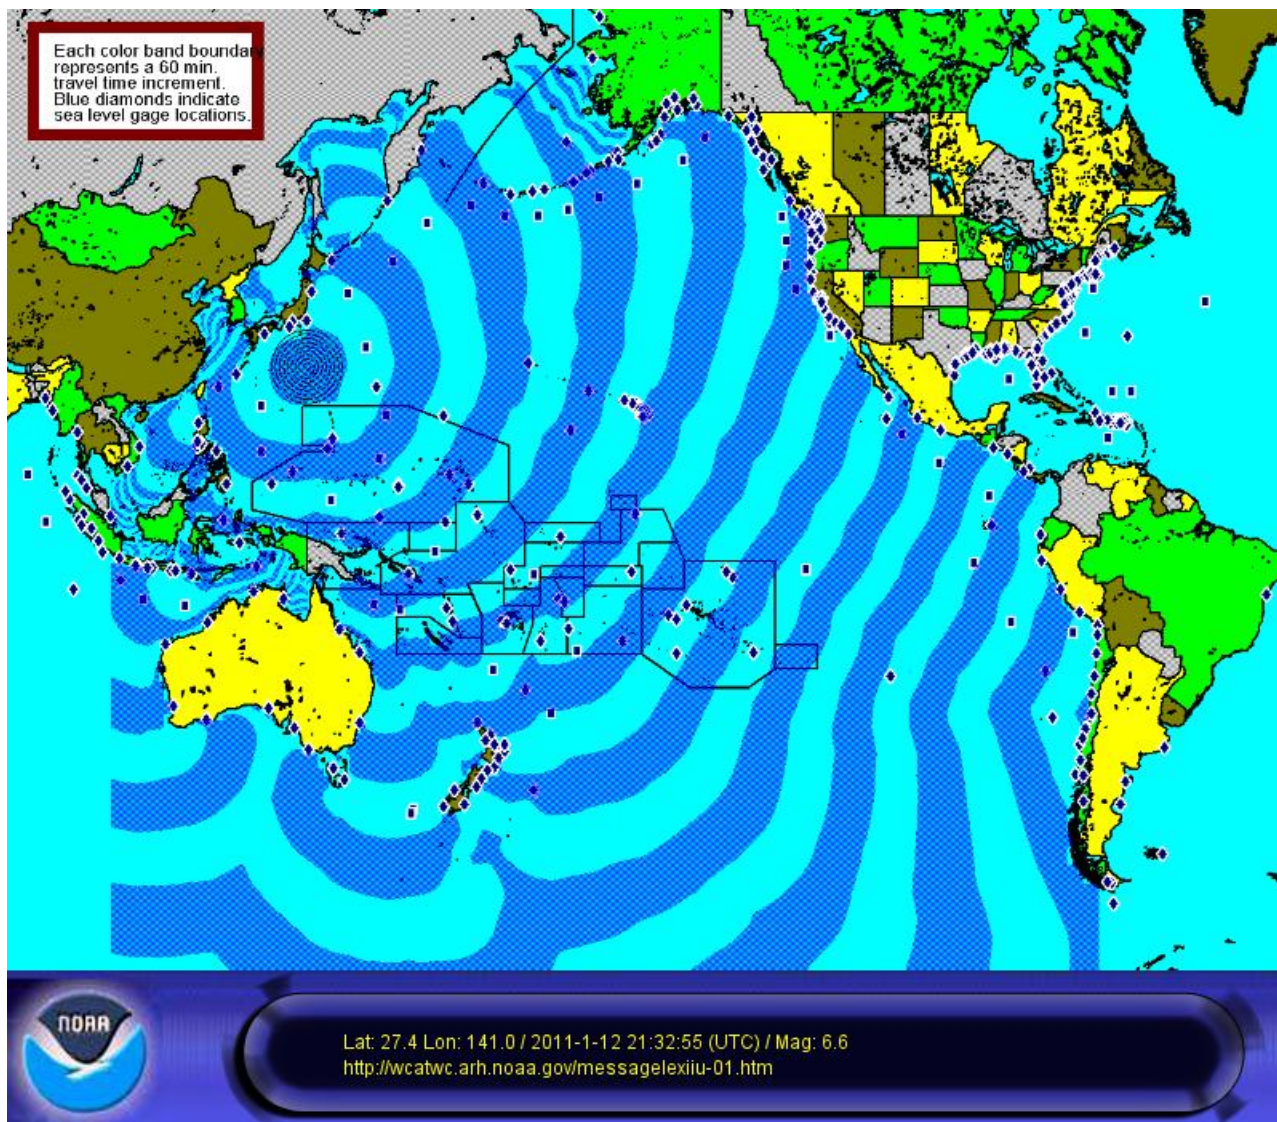 Each color band boundary
represents a 60 min.
travel time increment.
Blue diamonds indicate
sea level gage locations.
NOAA
Lat: 27.4 Lon: 141.0 / 2011-1-12 21:32:55 (UTC) / Mag: 6.6
http://wcatwc.arh.noaa.gov/messagelexiiu-01.htm